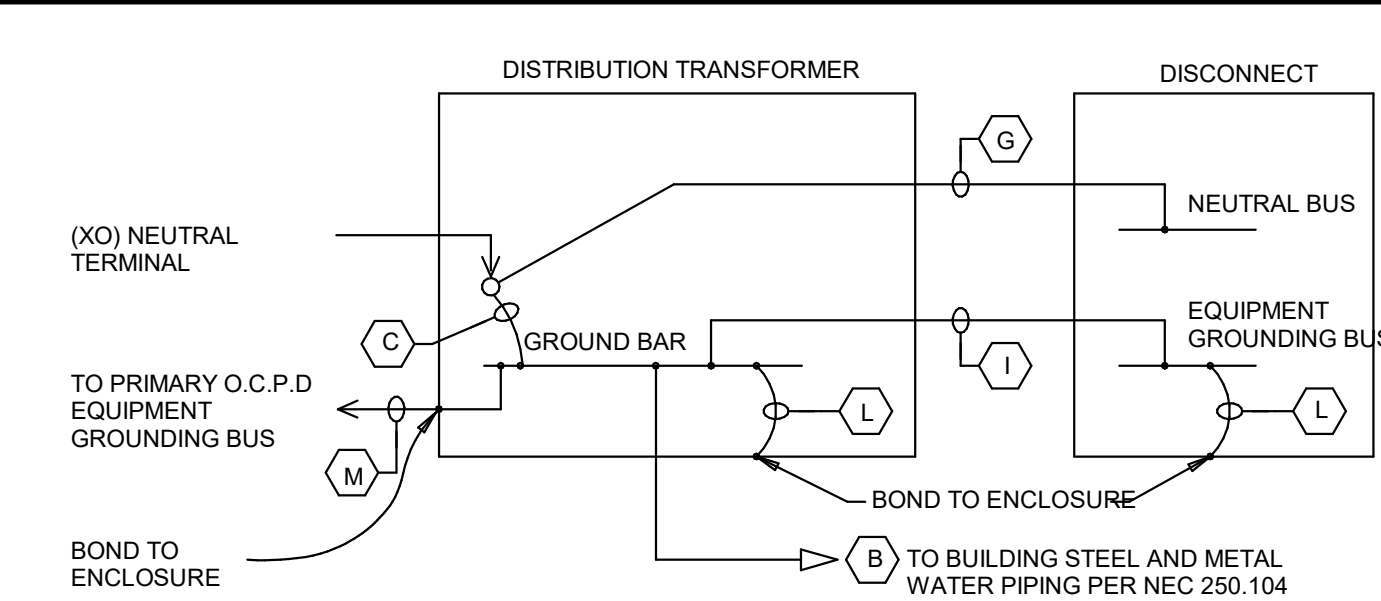 DISTRIBUTION TRANSFORMER
DISCONNECT
G
(XO) NEUTRAL
TERMINAL
NEUTRAL BUS
C
GROUND BAR
EQUIPMENT
GROUNDING BUS
I
TO PRIMARY O.C.P.D
EQUIPMENT
GROUNDING BUS
L
L
M
BOND TO ENCLOSURE
BOND TO
ENCLOSURE
B
TO BUILDING STEEL AND METAL
WATER PIPING PER NEC 250.104